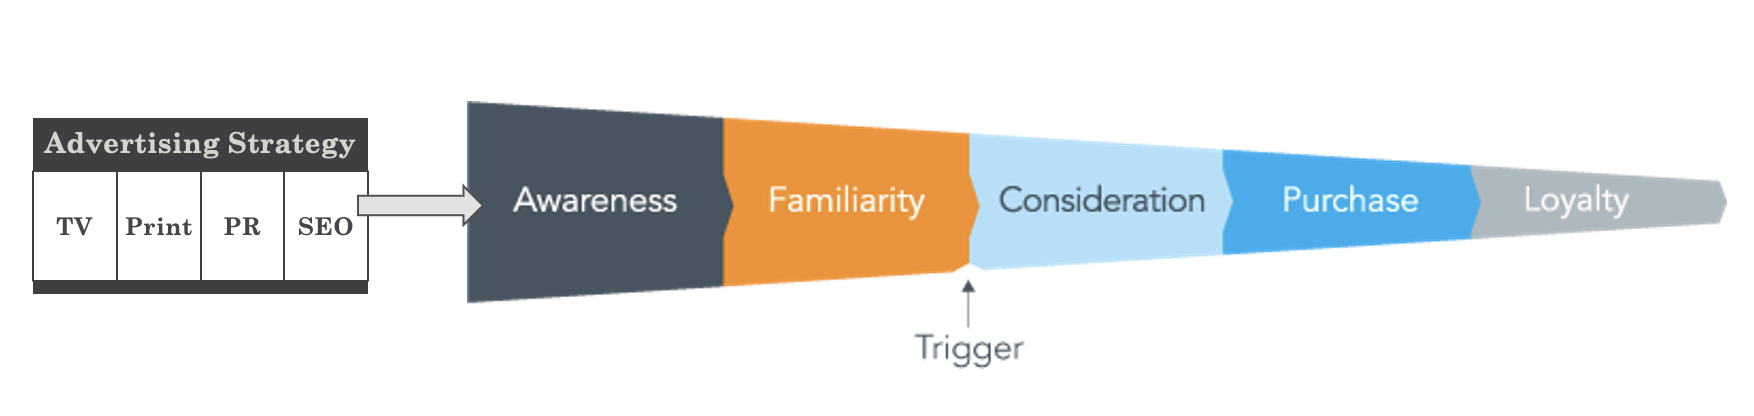 Advertising Strategy
TV Print PR SEO
Awareness Familiarity Consideration Purchase Loyalty
Trigger